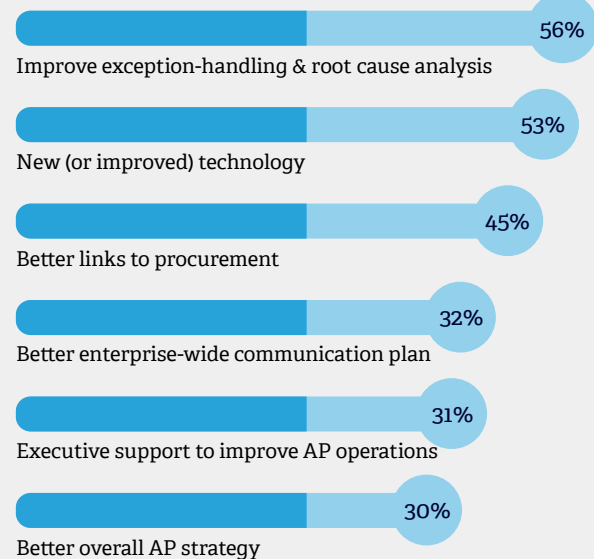 56%
Improve exception-handling & root cause analysis
53%
New (or improved) technology
45%
Better links to procurement
32%
Better enterprise-wide communication plan
31%
Executive support to improve AP operations
30%
Better overall AP strategy